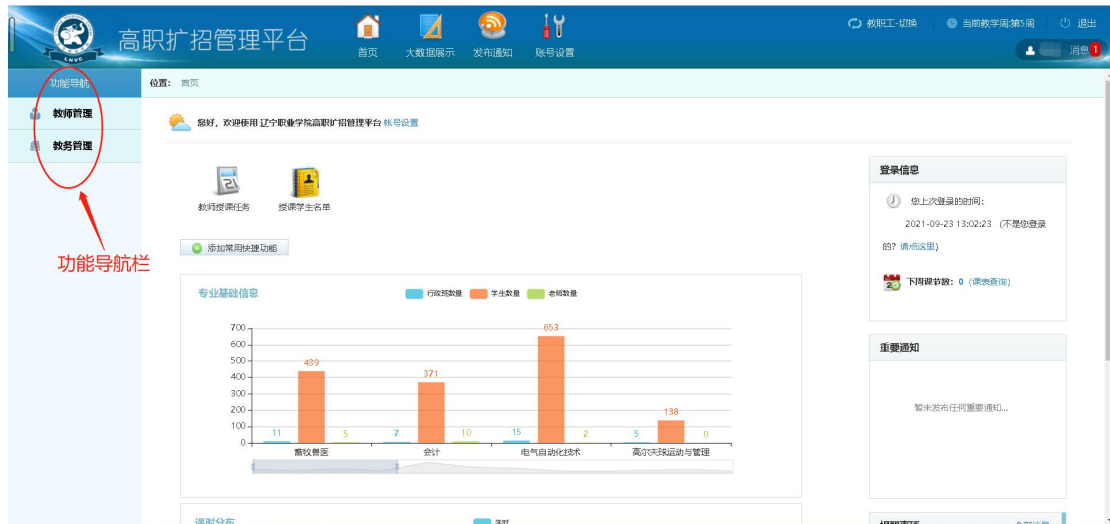 教职工-切换
当前教学周:第5周
退出
LNVC
高职扩招管理平台
首页
大数据展示
发布通知
账号设置
消息 1
功能导航
位置： 首页
教师管理
教务管理
您好，欢迎使用 辽宁职业学院高职扩招管理平台 帐号设置
教师授课任务
授课学生名单
添加常用快捷功能
功能导航栏
登录信息
您上次登录的时间：
2021-09-23 13:02:23 （不是您登录
的？请点这里）
下周课节数：0 （课表查询）
专业基础信息
行政班数量 学生数量 老师数量
700
600
500
400
300
200
100
0
11 439 5
7 371 10
15 653 2
5 138 0
畜牧兽医 会计 电气自动化技术 高尔夫球运动与管理
重要通知
暂未发布任何重要通知...
课时分布
学时